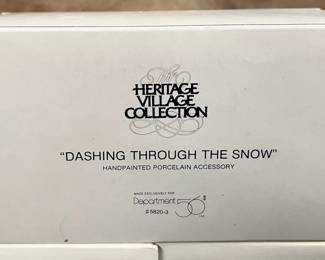 The
HERITAGE
VILLAGE
COLLECTION
"DASHING THROUGH THE SNOW"
HANDPAINTED PORCELAIN ACCESSORY
MADE EXCLUSIVELY FOR
Department 56
#5820-3